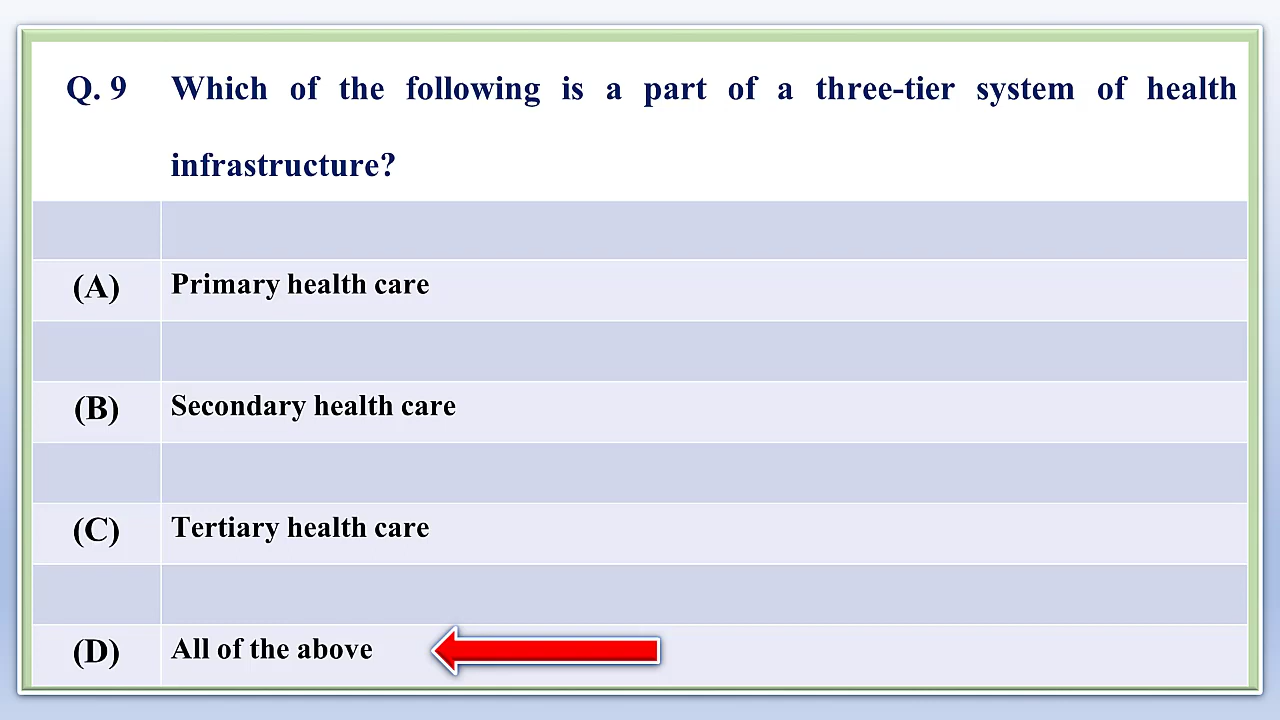 Q. 9 Which of the following is a part of a three-tier system of health
infrastructure?
(A) Primary health care
(B) Secondary health care
(C) Tertiary health care
(D) All of the above